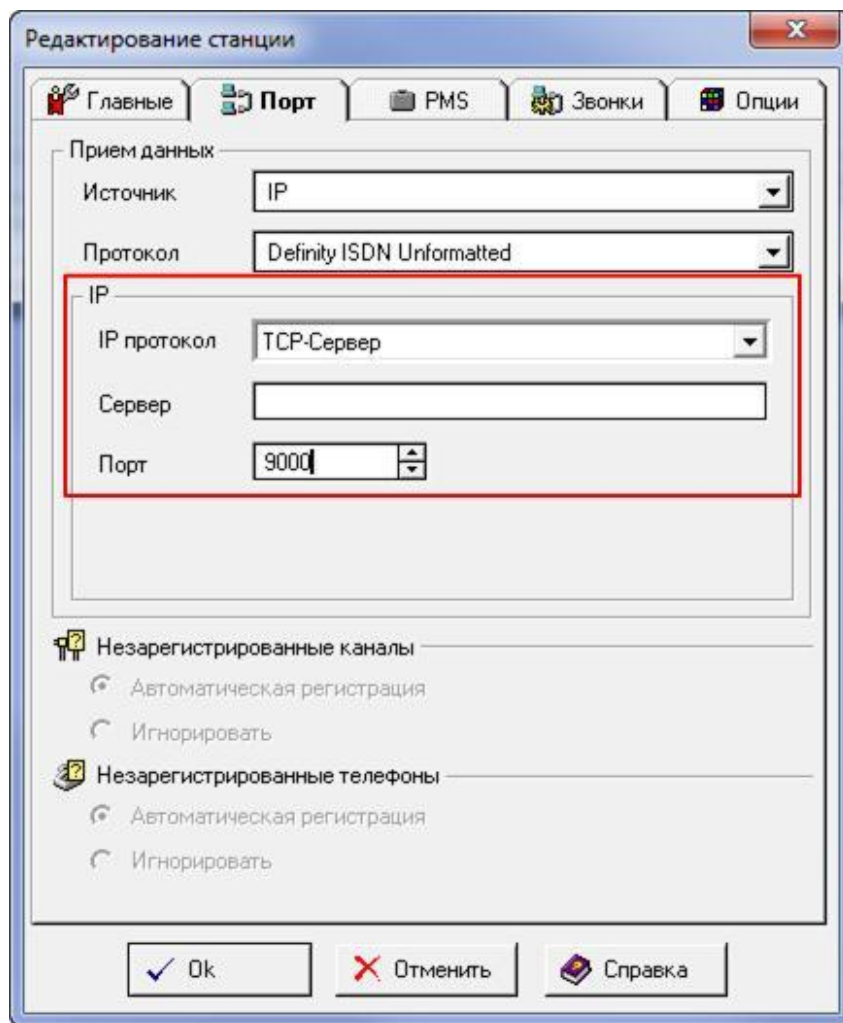 Редактирование станции
Главные
Порт
PMS
Звонки
Опции
Прием данных
Источник
IP
Протокол
Definity ISDN Unformatted
IP
IP протокол
TCP-Сервер
Сервер
Порт
9000
Незарегистрированные каналы
Автоматическая регистрация
Игнорировать
Незарегистрированные телефоны
Автоматическая регистрация
Игнорировать
Ok
Отменить
Справка